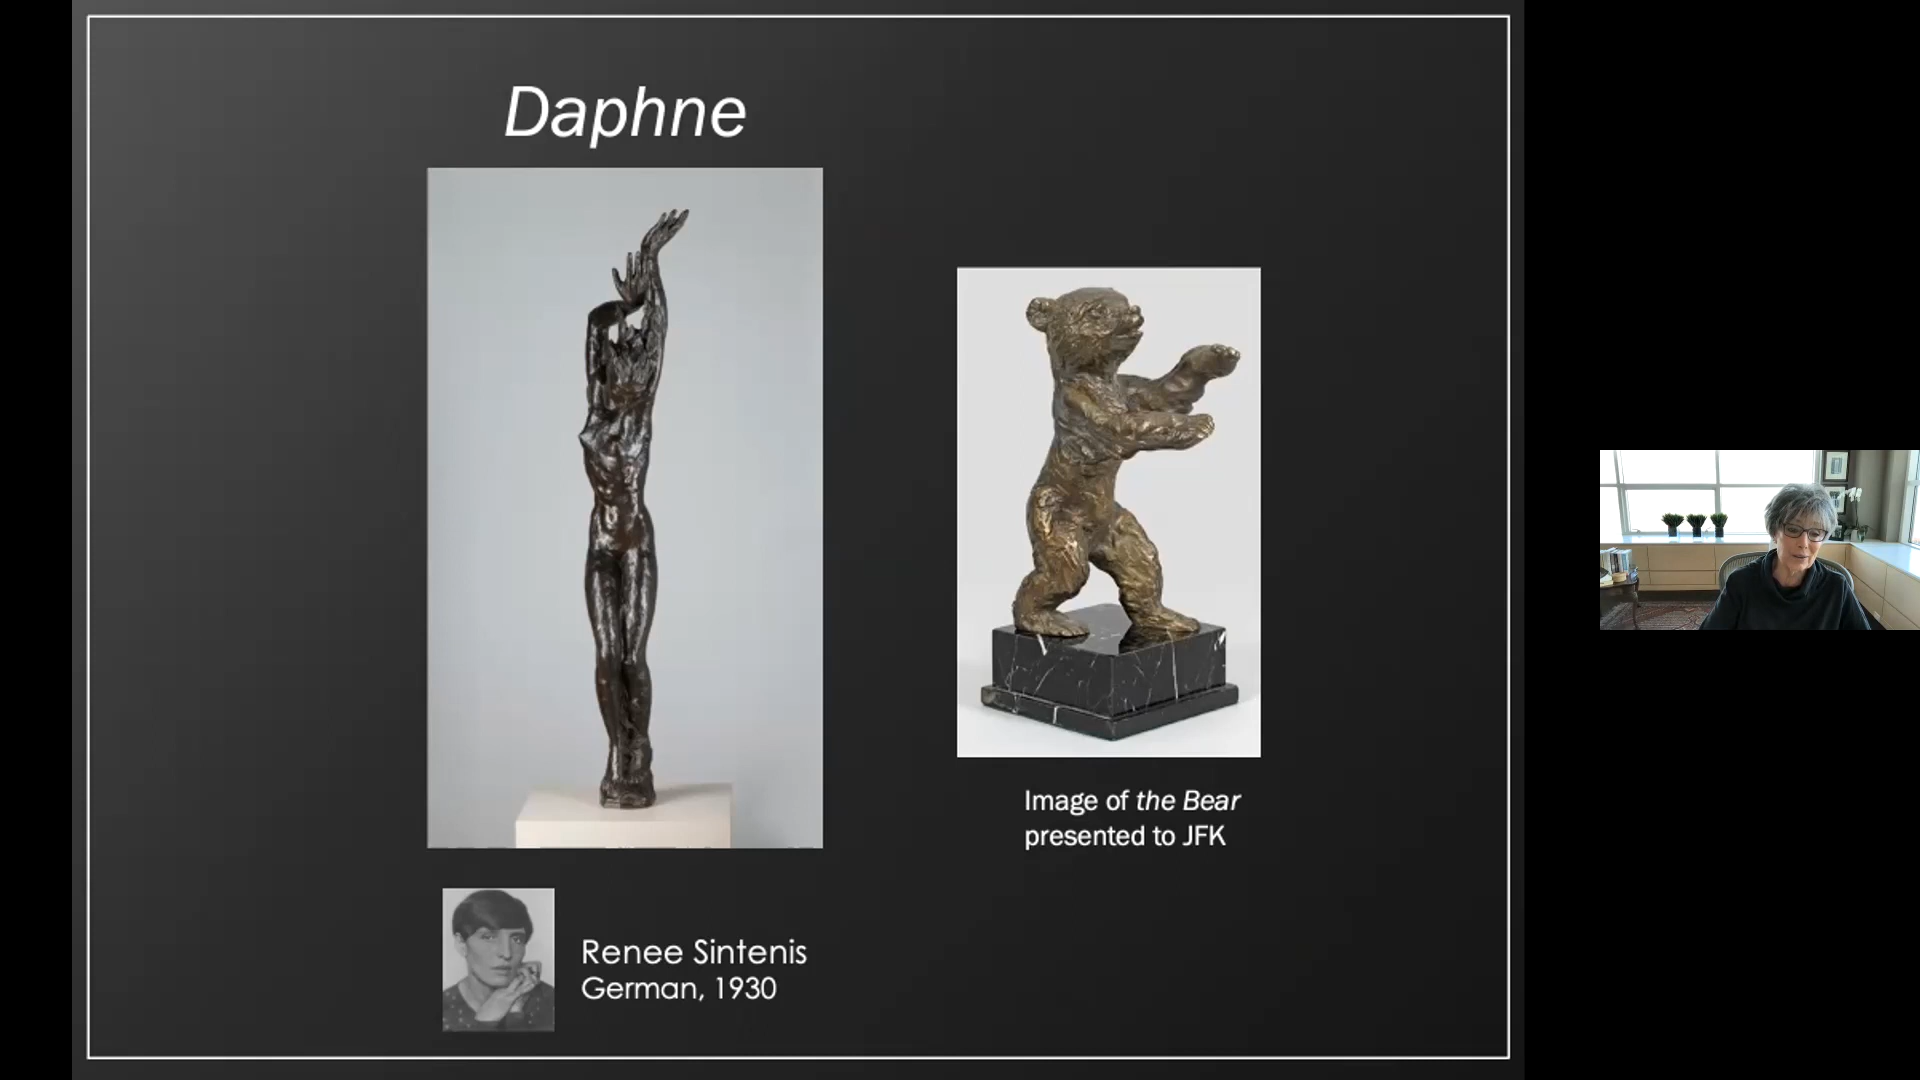 Daphne
Image of the Bear
presented to JFK
Renee Sintenis
German, 1930